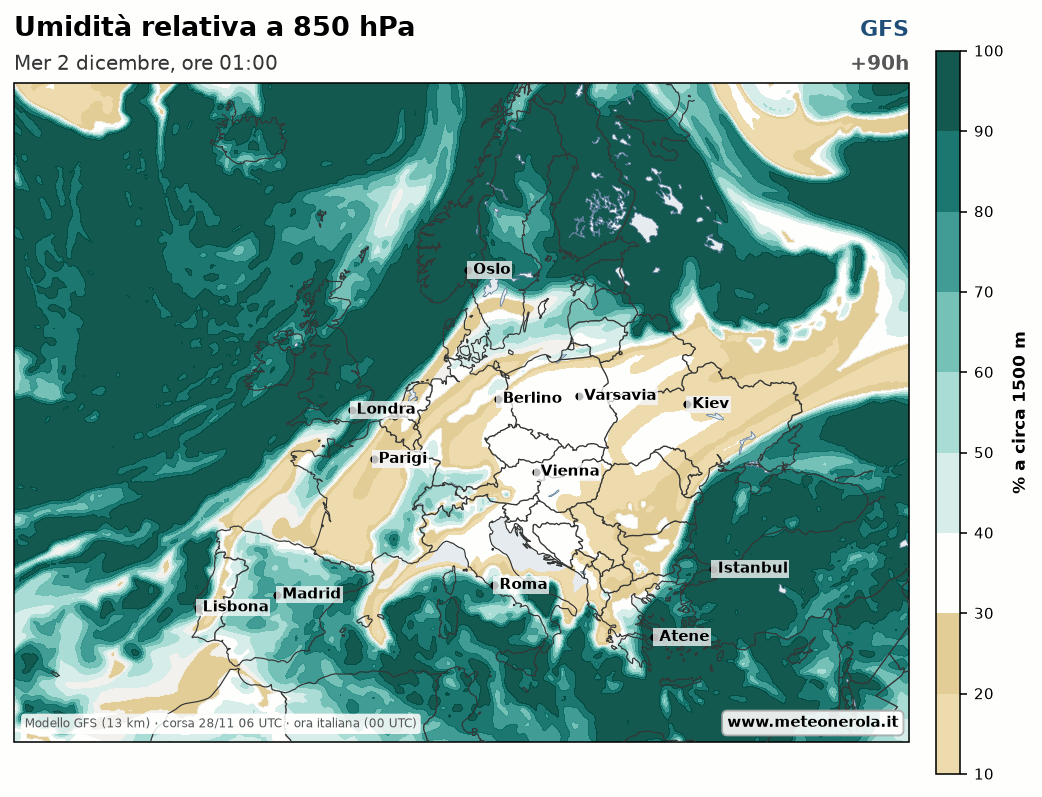 Umidità relativa a 850 hPa
GFS
Mer 2 dicembre, ore 01:00
+90h
100
90
80
70
60
50
40
30
20
10
% a circa 1500 m
Oslo
Londra
Berlino
Varsavia
Kiev
Parigi
Vienna
Istanbul
Roma
Madrid
Lisbona
Atene
Modello GFS (13 km) · corsa 28/11 06 UTC · ora italiana (00 UTC)
www.meteonerola.it